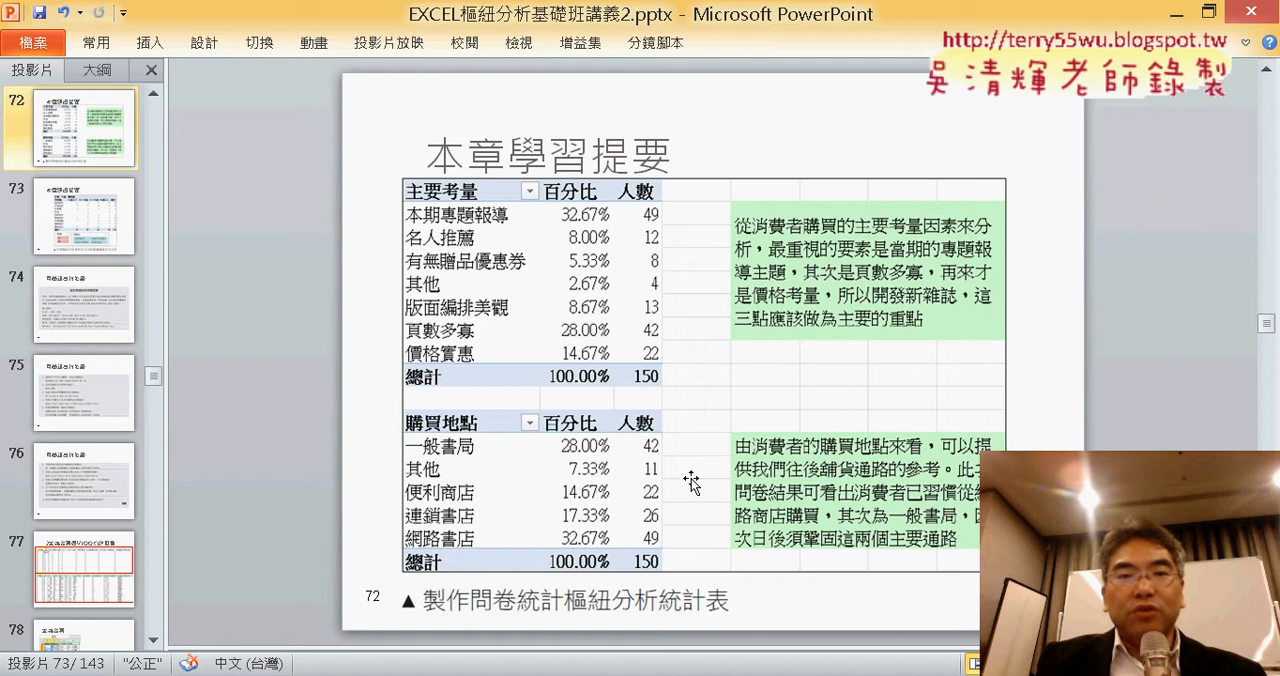 EXCEL樞紐分析基礎班講義2.pptx - Microsoft PowerPoint
檔案 常用 插入 設計 切換 動畫 投影片放映 校閱 檢視 增益集 分鏡腳本
http://terry55wu.blogspot.tw
吳清輝老師錄製
投影片 大綱
72
73
74
75
76
77
78
本章學習提要
主要考量 百分比 人數
本期專題報導 32.67% 49
名人推薦 8.00% 12
有無贈品優惠券 5.33% 8
其他 2.67% 4
版面編排美觀 8.67% 13
頁數多寡 28.00% 42
價格實惠 14.67% 22
總計 100.00% 150
從消費者購買的主要考量因素來分
析，最重視的要素是當期的專題報
導主題，其次是頁數多寡，再來才
是價格考量，所以開發新雜誌，這
三點應該做為主要的重點
購買地點 百分比 人數
一般書局 28.00% 42
其他 7.33% 11
便利商店 14.67% 22
連鎖書店 17.33% 26
網路書店 32.67% 49
總計 100.00% 150
由消費者的購買地點來看，可以提
供我們往後鋪貨通路的參考。此
問卷結果可看出消費者已習慣從
路商店購買，其次為一般書局，
次日後須鞏固這兩個主要通路
72 ▲ 製作問卷統計樞紐分析統計表
投影片 73/ 143 "公正" 中文 (台灣)